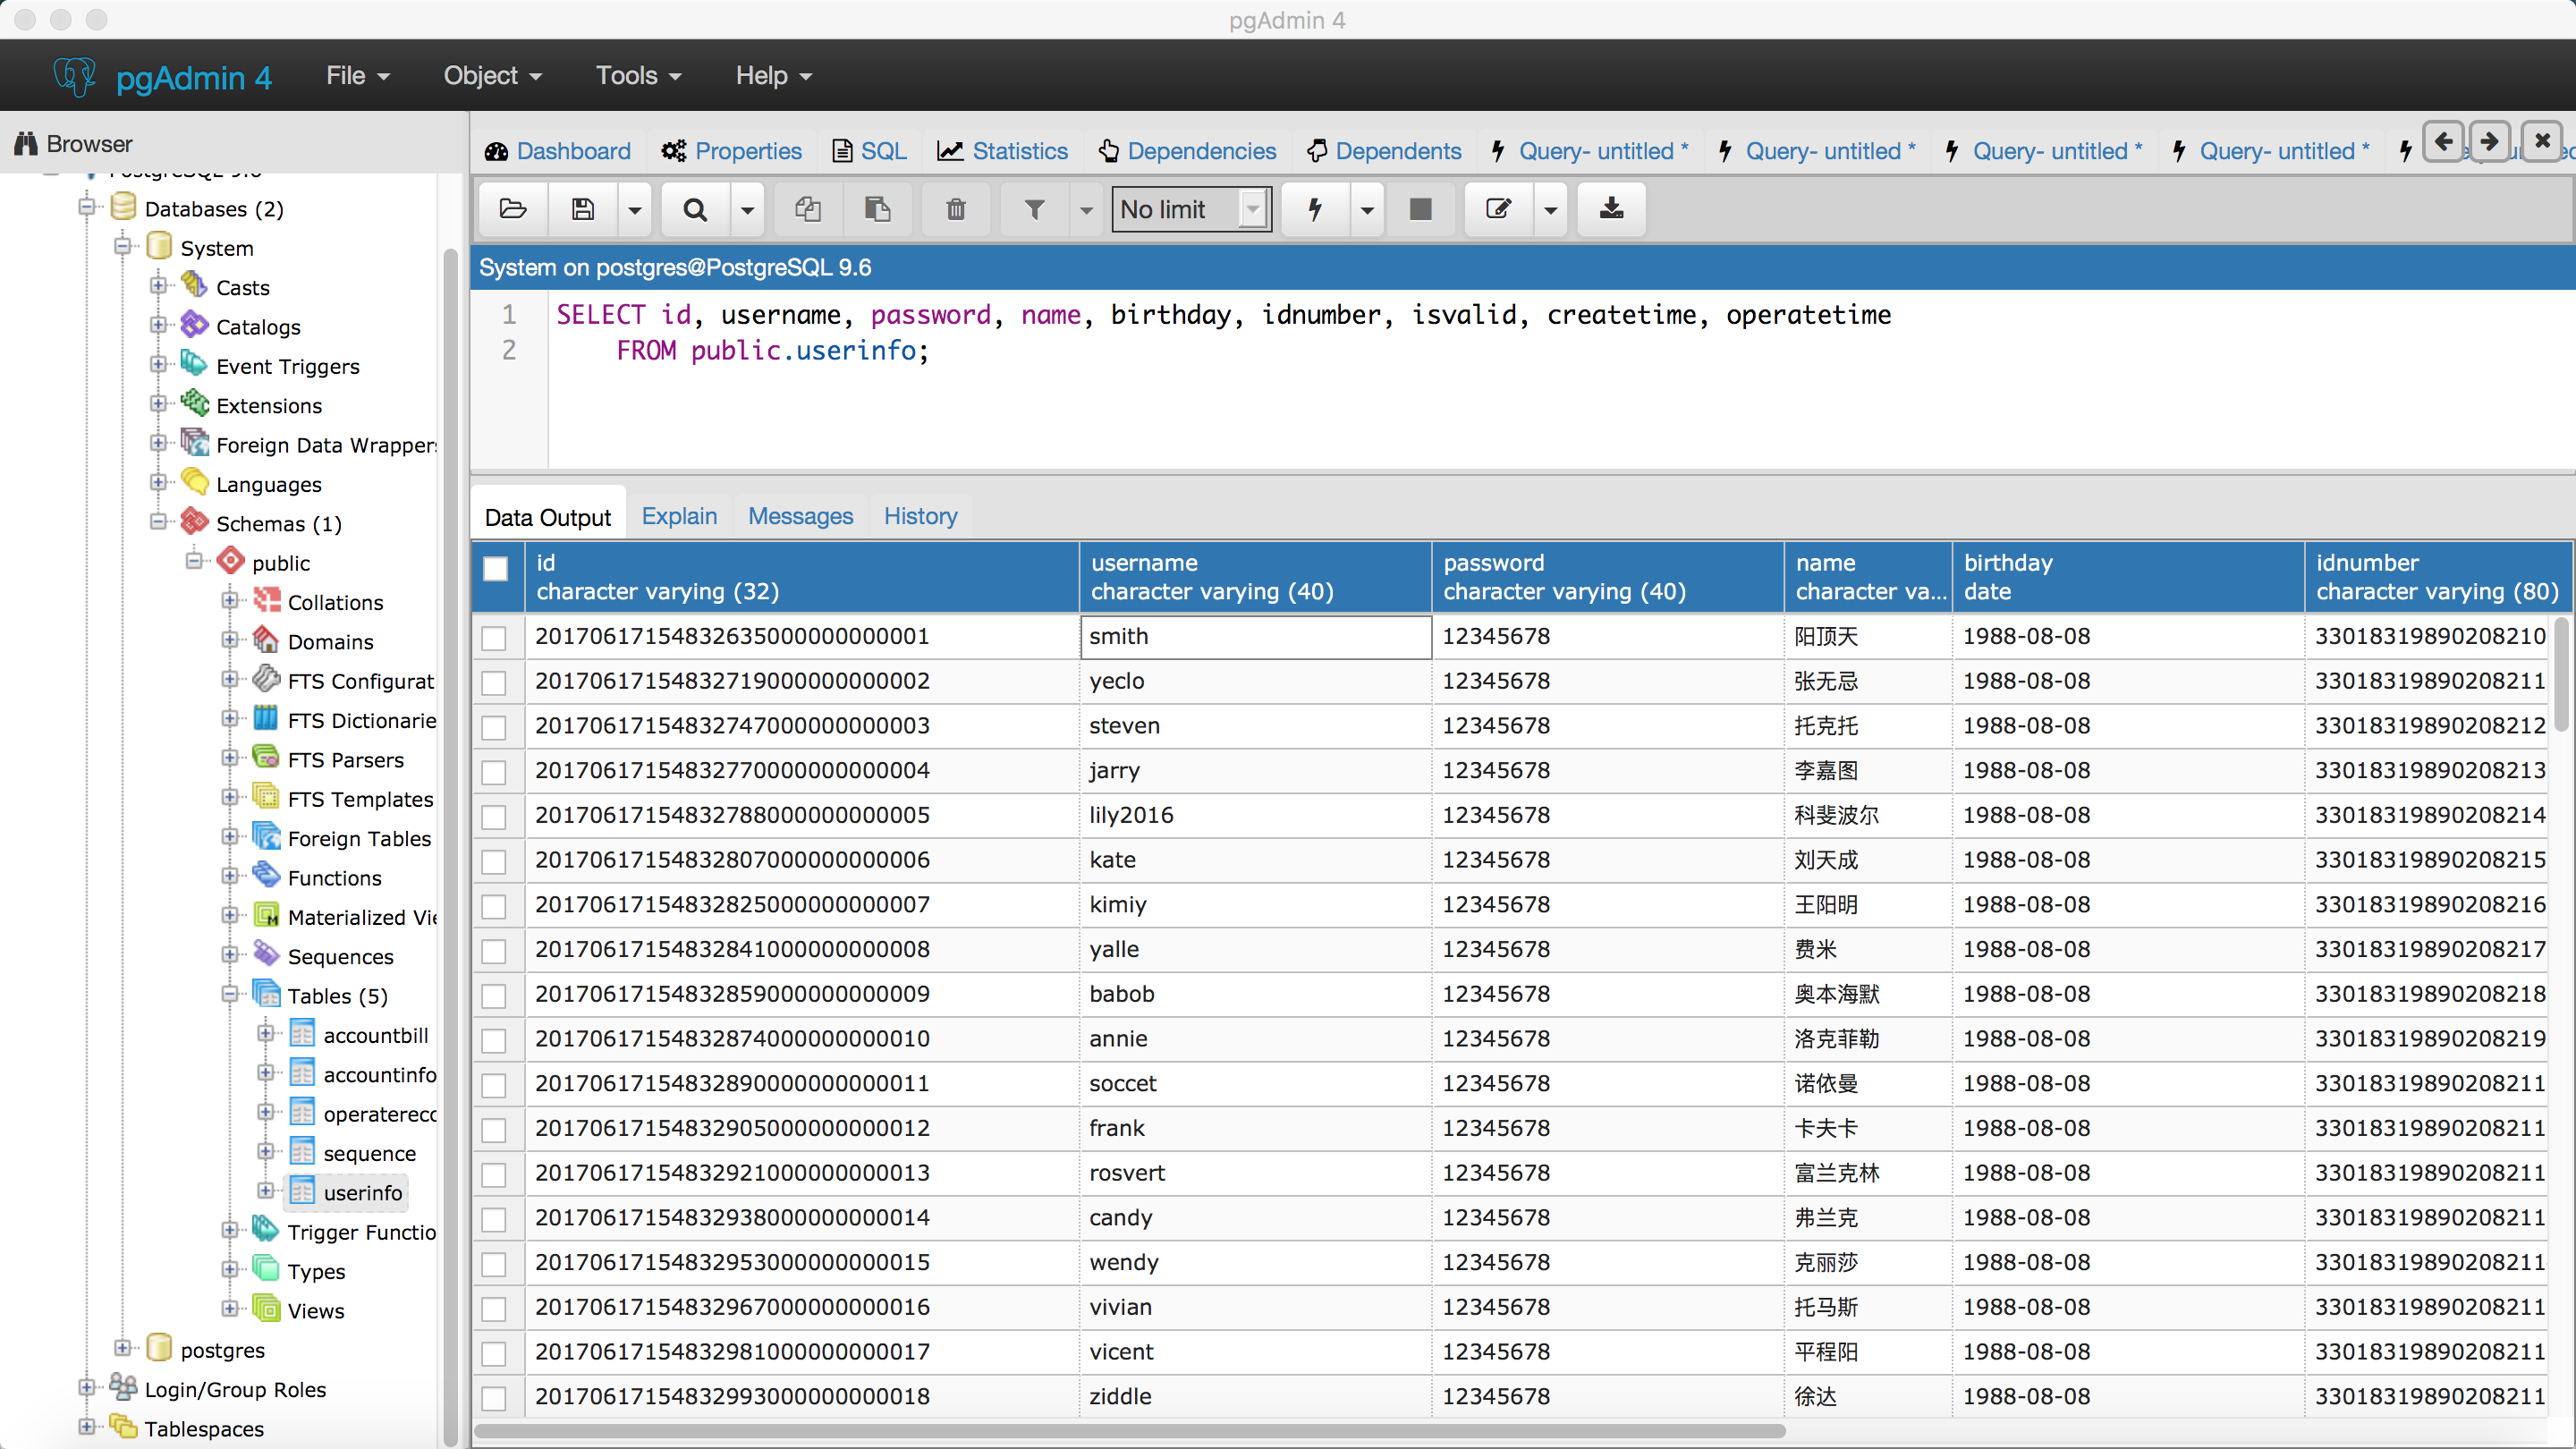 pgAdmin 4
pgAdmin 4 File Object Tools Help
Browser
Dashboard Properties SQL Statistics Dependencies Dependents Query- untitled * Query- untitled * Query- untitled * Query- untitled *
No limit
System on postgres@PostgreSQL 9.6
1 SELECT id, username, password, name, birthday, idnumber, isvalid, createtime, operatetime
2 FROM public.userinfo;
PostgreSQL 9.6
Databases (2)
System
Casts
Catalogs
Event Triggers
Extensions
Foreign Data Wrappers
Languages
Schemas (1)
public
Collations
Domains
FTS Configurat
FTS Dictionarie
FTS Parsers
FTS Templates
Foreign Tables
Functions
Materialized Vie
Sequences
Tables (5)
accountbill
accountinfo
operatereco
sequence
userinfo
Trigger Functio
Types
Views
postgres
Login/Group Roles
Tablespaces
Data Output Explain Messages History
id username password name birthday idnumber
character varying (32) character varying (40) character varying (40) character va... date character varying (80)
20170617154832635000000000001 smith 12345678 阳顶天 1988-08-08 33018319890208210
20170617154832719000000000002 yeclo 12345678 张无忌 1988-08-08 33018319890208211
20170617154832747000000000003 steven 12345678 托克托 1988-08-08 33018319890208212
20170617154832770000000000004 jarry 12345678 李嘉图 1988-08-08 33018319890208213
20170617154832788000000000005 lily2016 12345678 科斐波尔 1988-08-08 33018319890208214
20170617154832807000000000006 kate 12345678 刘天成 1988-08-08 33018319890208215
20170617154832825000000000007 kimiy 12345678 王阳明 1988-08-08 33018319890208216
20170617154832841000000000008 yalle 12345678 费米 1988-08-08 33018319890208217
20170617154832859000000000009 babob 12345678 奥本海默 1988-08-08 33018319890208218
20170617154832874000000000010 annie 12345678 洛克菲勒 1988-08-08 33018319890208219
20170617154832890000000000011 soccet 12345678 诺依曼 1988-08-08 33018319890208211
20170617154832905000000000012 frank 12345678 卡夫卡 1988-08-08 33018319890208211
20170617154832921000000000013 rosvert 12345678 富兰克林 1988-08-08 33018319890208211
20170617154832938000000000014 candy 12345678 弗兰克 1988-08-08 33018319890208211
20170617154832953000000000015 wendy 12345678 克丽莎 1988-08-08 33018319890208211
20170617154832967000000000016 vivian 12345678 托马斯 1988-08-08 33018319890208211
20170617154832981000000000017 vicent 12345678 平程阳 1988-08-08 33018319890208211
20170617154832993000000000018 ziddle 12345678 徐达 1988-08-08 33018319890208211